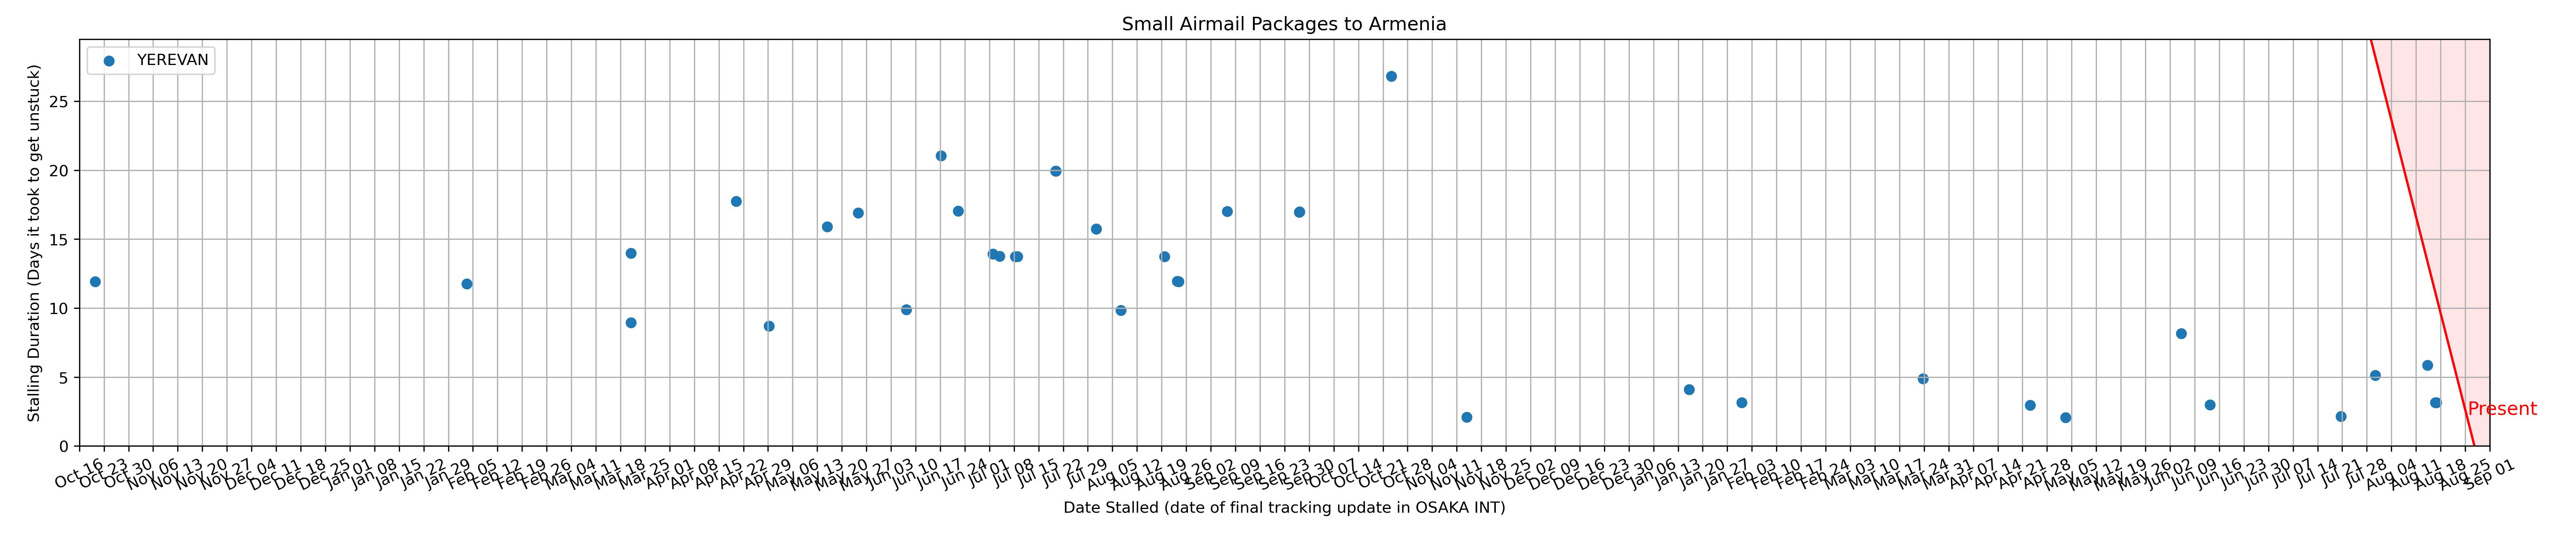 Small Airmail Packages to Armenia
YEREVAN
Stalling Duration (Days it took to get unstuck)
25
20
15
10
5
0
Present
Oct 16 Oct 23 Oct 30 Nov 06 Nov 13 Nov 20 Nov 27 Dec 04 Dec 11 Dec 18 Dec 25 Jan 01 Jan 08 Jan 15 Jan 22 Jan 29 Feb 05 Feb 12 Feb 19 Feb 26 Mar 04 Mar 11 Mar 18 Mar 25 Apr 01 Apr 08 Apr 15 Apr 22 Apr 29 May 06 May 13 May 20 May 27 Jun 03 Jun 10 Jun 17 Jun 24 Jul 01 Jul 08 Jul 15 Jul 22 Jul 29 Aug 05 Aug 12 Aug 19 Aug 26 Sep 02 Sep 09 Sep 16 Sep 23 Sep 30 Oct 07 Oct 14 Oct 21 Oct 28 Nov 04 Nov 11 Nov 18 Nov 25 Dec 02 Dec 09 Dec 16 Dec 23 Dec 30 Jan 06 Jan 13 Jan 20 Jan 27 Feb 03 Feb 10 Feb 17 Feb 24 Mar 03 Mar 10 Mar 17 Mar 24 Mar 31 Apr 07 Apr 14 Apr 21 Apr 28 May 05 May 12 May 19 May 26 Jun 02 Jun 09 Jun 16 Jun 23 Jun 30 Jul 07 Jul 14 Jul 21 Jul 28 Aug 04 Aug 11 Aug 18 Aug 25 Sep 01
Date Stalled (date of final tracking update in OSAKA INT)